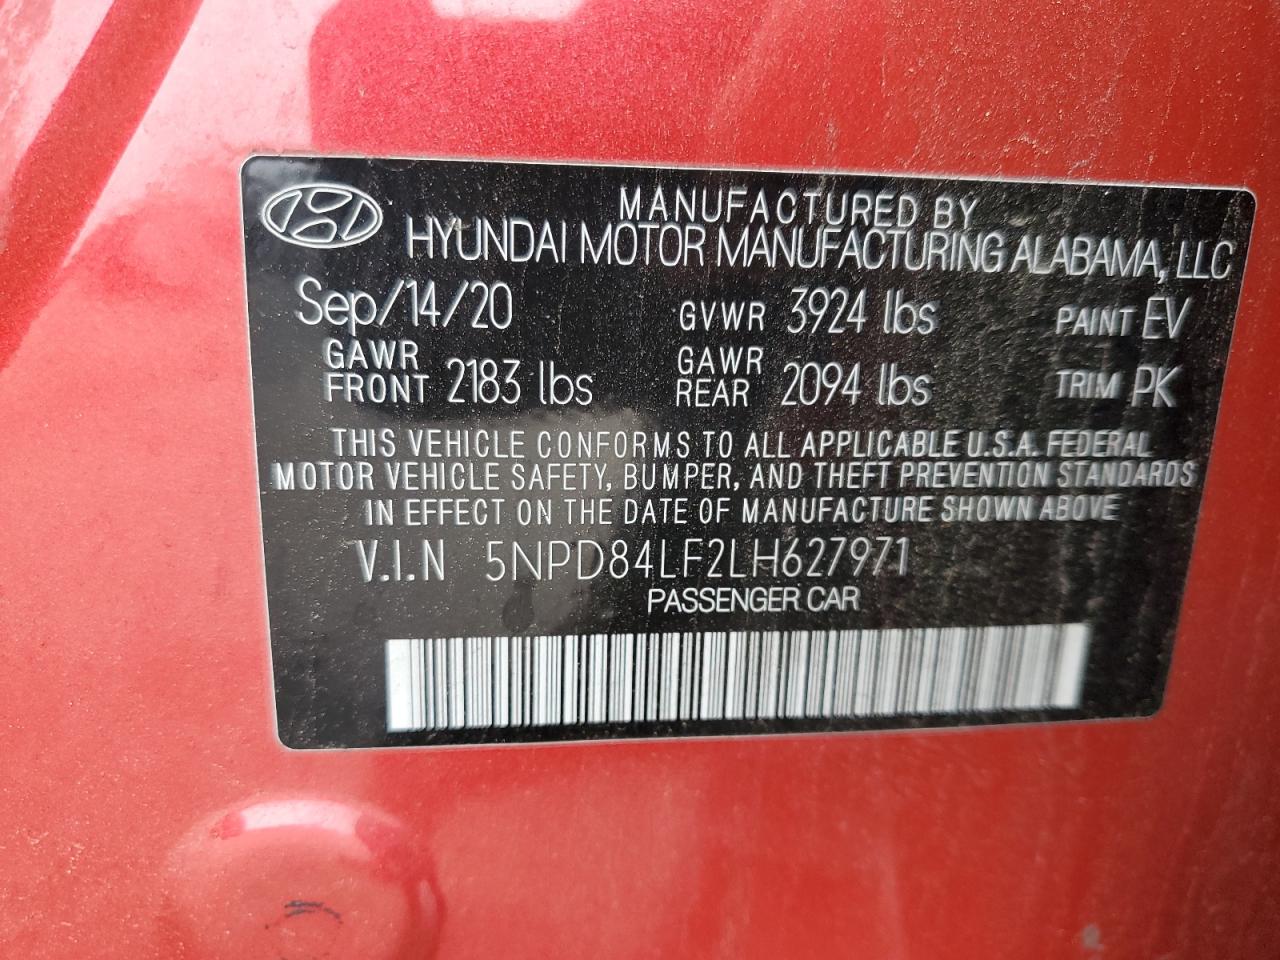 MANUFACTURED BY
HYUNDAI MOTOR MANUFACTURING ALABAMA, LLC
Sep/14/20 GVWR 3924 lbs PAINT EV
GAWR FRONT 2183 lbs GAWR REAR 2094 lbs TRIM PK
THIS VEHICLE CONFORMS TO ALL APPLICABLE U.S.A. FEDERAL
MOTOR VEHICLE SAFETY, BUMPER, AND THEFT PREVENTION STANDARDS
IN EFFECT ON THE DATE OF MANUFACTURE SHOWN ABOVE
V.I.N 5NPD84LF2LH627971
PASSENGER CAR